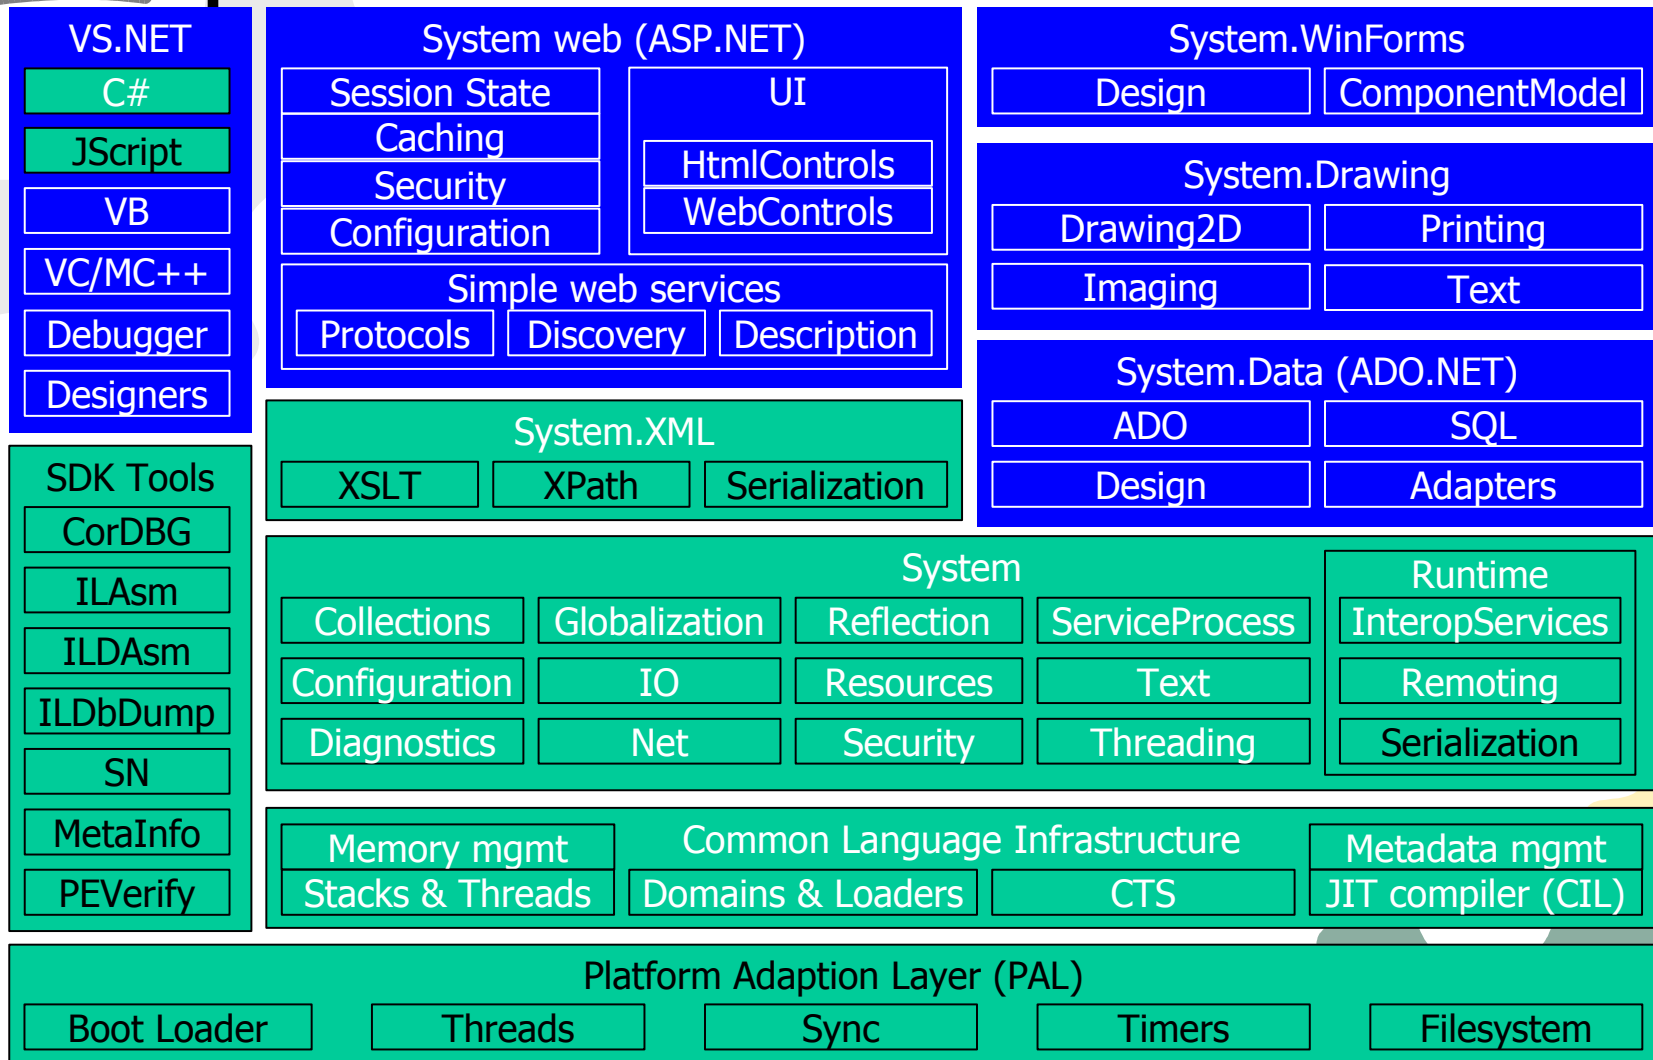 VS.NET
C#
JScript
VB
VC/MC++
Debugger
Designers
System web (ASP.NET)
Session State
Caching
Security
Configuration
UI
HtmlControls
WebControls
Simple web services
Protocols
Discovery
Description
System.WinForms
Design
ComponentModel
System.Drawing
Drawing2D
Printing
Imaging
Text
System.Data (ADO.NET)
ADO
SQL
Design
Adapters
System.XML
XSLT
XPath
Serialization
SDK Tools
CorDBG
ILAsm
ILDAsm
ILDbDump
SN
MetaInfo
PEVerify
System
Collections
Globalization
Reflection
ServiceProcess
Configuration
IO
Resources
Text
Diagnostics
Net
Security
Threading
Runtime
InteropServices
Remoting
Serialization
Common Language Infrastructure
Memory mgmt
Stacks & Threads
Domains & Loaders
CTS
Metadata mgmt
JIT compiler (CIL)
Platform Adaption Layer (PAL)
Boot Loader
Threads
Sync
Timers
Filesystem